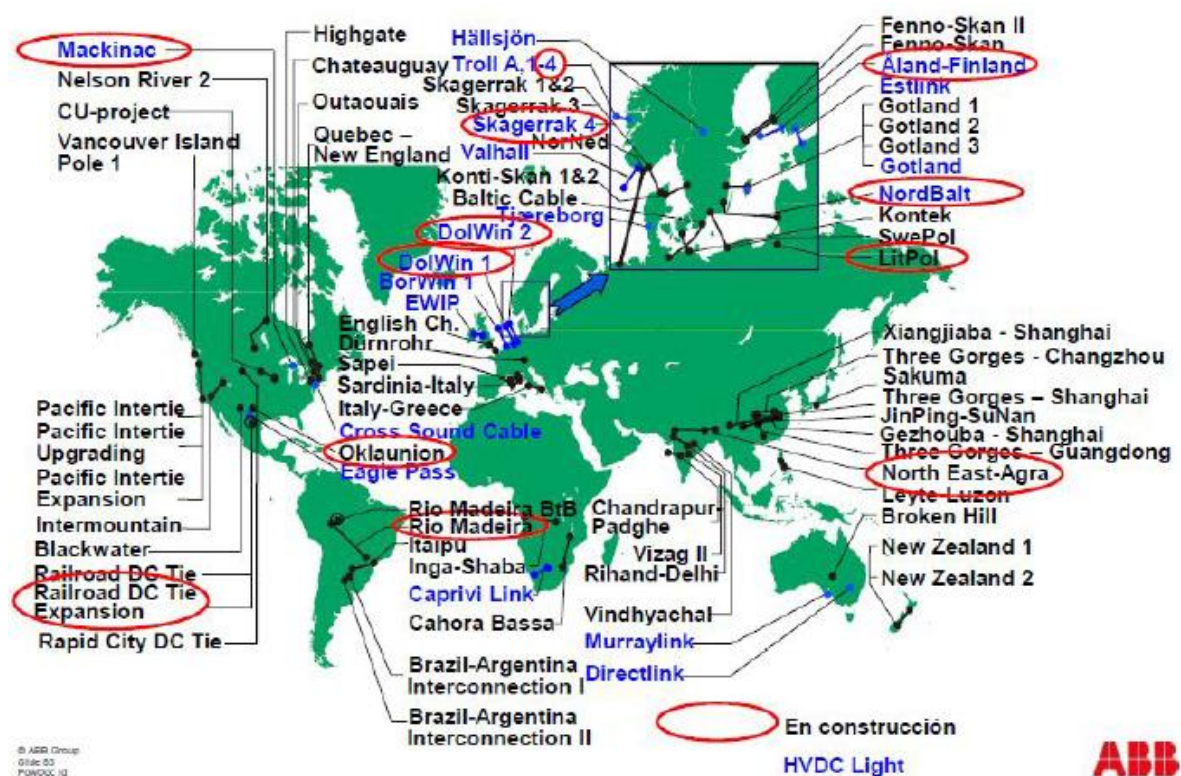 Mackinac
Nelson River 2
CU-project
Vancouver Island
Pole 1
Highgate
Chateauguay
Outaouais
Quebec –
New England
Hällsjön
Troll A,1-4
Skagerrak 1&2
Skagerrak 3
Skagerrak 4
NorNed
Valhall
Konti-Skan 1&2
Baltic Cable
Tjæreborg
DolWin 2
DolWin 1
BorWin 1
EWIP
English Ch.
Dürnrohr
Sapei
Sardinia-Italy
Italy-Greece
Cross Sound Cable
Oklaunion
Eagle Pass
Fenno-Skan II
Fenno-Skan
Åland-Finland
Estlink
Gotland 1
Gotland 2
Gotland 3
Gotland
NordBalt
Kontek
SwePol
LitPol
Xiangjiaba - Shanghai
Three Gorges - Changzhou
Sakuma
Three Gorges – Shanghai
JinPing-SuNan
Gezhouba - Shanghai
Three Gorges – Guangdong
North East-Agra
Leyte Luzon
Broken Hill
New Zealand 1
New Zealand 2
Pacific Intertie
Pacific Intertie
Upgrading
Pacific Intertie
Expansion
Intermountain
Blackwater
Railroad DC Tie
Railroad DC Tie
Expansion
Rapid City DC Tie
Rio Madeira BtB
Rio Madeira
Itaipu
Inga-Shaba
Caprivi Link
Cahora Bassa
Brazil-Argentina
Interconnection I
Brazil-Argentina
Interconnection II
Chandrapur-
Padghe
Vizag II
Rihand-Delhi
Vindhyachal
Murraylink
Directlink
En construcción
HVDC Light
© ABB Group
ABB